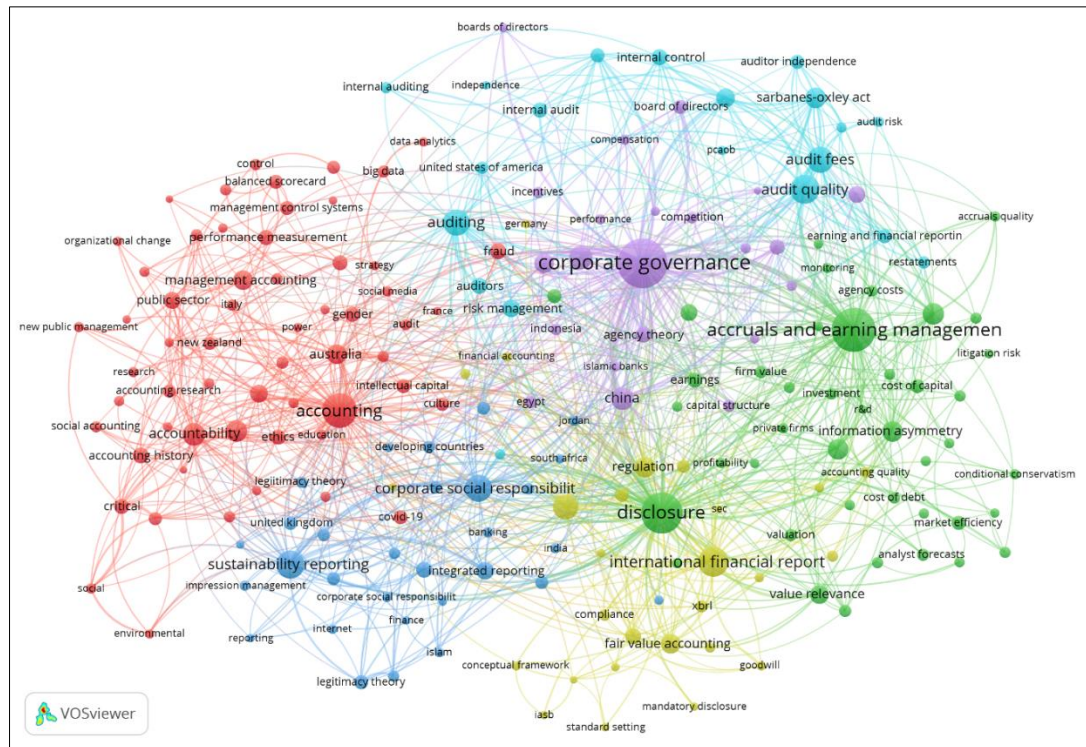 boards of directors
internal control
auditor independence
internal auditing
independence
sarbanes-oxley act
internal audit
board of directors
audit risk
data analytics
compensation
pcaob
control
big data
united states of america
audit fees
balanced scorecard
incentives
audit quality
management control systems
auditing
germany
performance
competition
accruals quality
organizational change
performance measurement
fraud
earning and financial reportin
strategy
corporate governance
monitoring
restatements
management accounting
auditors
social media
agency costs
public sector
italy
france
risk management
gender
new public management
power
audit
indonesia
agency theory
accruals and earning managemen
new zealand
australia
financial accounting
litigation risk
research
islamic banks
firm value
accounting research
intellectual capital
earnings
investment
cost of capital
accounting
culture
egypt
china
capital structure
r&d
social accounting
accountability
ethics
education
jordan
private firms
information asymmetry
accounting history
developing countries
south africa
regulation
profitability
accounting quality
conditional conservatism
legiitimacy theory
corporate social responsibilit
cost of debt
critical
covid-19
disclosure
sec
united kingdom
banking
valuation
market efficiency
sustainability reporting
india
international financial report
analyst forecasts
integrated reporting
social
impression management
corporate social responsibilit
value relevance
xbrl
internet
finance
compliance
environmental
reporting
fair value accounting
islam
conceptual framework
goodwill
legitimacy theory
mandatory disclosure
iasb
standard setting
VOSviewer